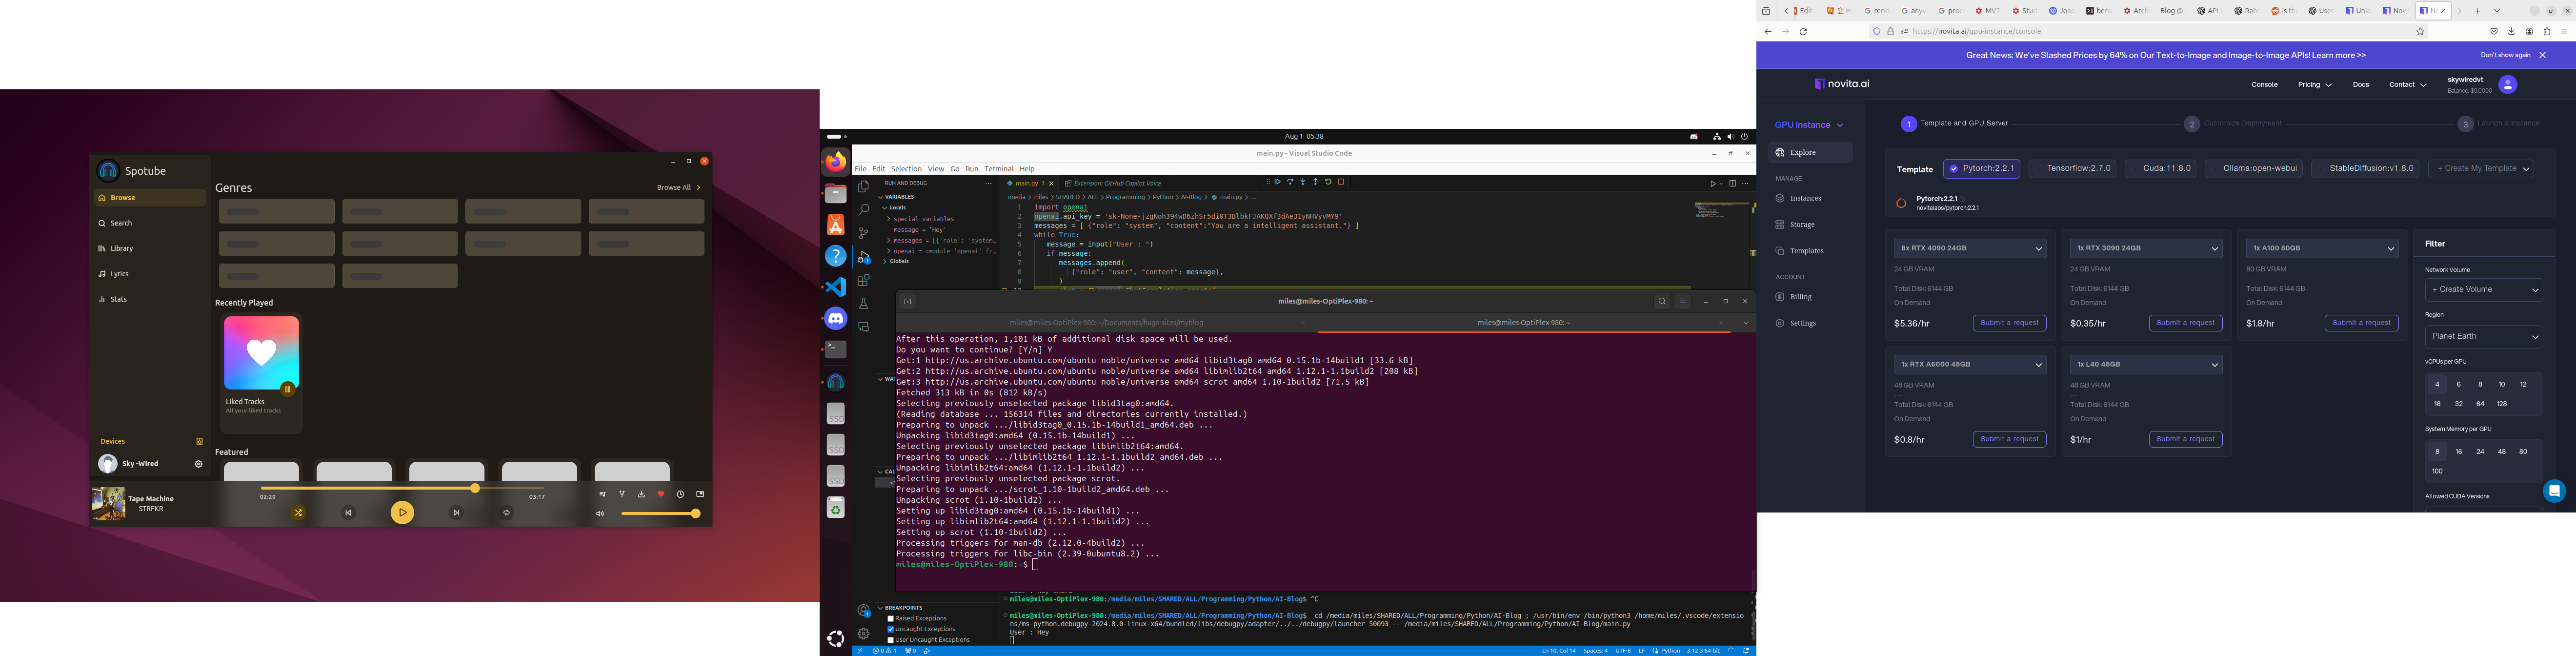 Spotube
Browse
Search
Library
Lyrics
Stats
Devices
Sky -Wired
Genres
Browse All
Recently Played
Liked Tracks
All your liked tracks
Featured
Tape Machine
STRFKR
02:29
03:17
Aug 1 05:38
main.py - Visual Studio Code
File Edit Selection View Go Run Terminal Help
RUN AND DEBUG
main.py 1
Extension: GitHub Copilot Voice
VARIABLES
Locals
special variables
message = 'Hey'
messages = [{'role': 'system…
openai = <module 'openai' fr…
Globals
media > miles > SHARED > ALL > Programming > Python > AI-Blog > main.py > ...
1 import openai
2 openai.api_key = 'sk-None-jzgNoh394wD6zhSr5di0T3BlbkFJAKQXf3dAe31yNHVyvMY9'
3 messages = [ {"role": "system", "content":"You are a intelligent assistant."} ]
4 while True:
5 message = input("User : ")
6 if message:
7 messages.append(
8 {"role": "user", "content": message},
9 )
miles@miles-OptiPlex-980: ~
miles@miles-OptiPlex-980: ~/Documents/hugo-sites/myblog
miles@miles-OptiPlex-980: ~
After this operation, 1,101 kB of additional disk space will be used.
Do you want to continue? [Y/n] Y
Get:1 http://us.archive.ubuntu.com/ubuntu noble/universe amd64 libid3tag0 amd64 0.15.1b-14build1 [33.6 kB]
Get:2 http://us.archive.ubuntu.com/ubuntu noble/universe amd64 libimlib2t64 amd64 1.12.1-1.1build2 [208 kB]
Get:3 http://us.archive.ubuntu.com/ubuntu noble/universe amd64 scrot amd64 1.10-1build2 [71.5 kB]
Fetched 313 kB in 0s (812 kB/s)
Selecting previously unselected package libid3tag0:amd64.
(Reading database ... 156314 files and directories currently installed.)
Preparing to unpack .../libid3tag0_0.15.1b-14build1_amd64.deb ...
Unpacking libid3tag0:amd64 (0.15.1b-14build1) ...
Selecting previously unselected package libimlib2t64:amd64.
Preparing to unpack .../libimlib2t64_1.12.1-1.1build2_amd64.deb ...
Unpacking libimlib2t64:amd64 (1.12.1-1.1build2) ...
Selecting previously unselected package scrot.
Preparing to unpack .../scrot_1.10-1build2_amd64.deb ...
Unpacking scrot (1.10-1build2) ...
Setting up libid3tag0:amd64 (0.15.1b-14build1) ...
Setting up libimlib2t64:amd64 (1.12.1-1.1build2) ...
Setting up scrot (1.10-1build2) ...
Processing triggers for man-db (2.12.0-4build2) ...
Processing triggers for libc-bin (2.39-0ubuntu8.2) ...
miles@miles-OptiPlex-980:~$
WAT
CAL
BREAKPOINTS
Raised Exceptions
Uncaught Exceptions
User Uncaught Exceptions
miles@miles-OptiPlex-980:/media/miles/SHARED/ALL/Programming/Python/AI-Blog$ ^C
miles@miles-OptiPlex-980:/media/miles/SHARED/ALL/Programming/Python/AI-Blog$ cd /media/miles/SHARED/ALL/Programming/Python/AI-Blog ; /usr/bin/env /bin/python3 /home/miles/.vscode/extensio
ns/ms-python.debugpy-2024.8.0-linux-x64/bundled/libs/debugpy/adapter/../../debugpy/launcher 50093 -- /media/miles/SHARED/ALL/Programming/Python/AI-Blog/main.py
User : Hey
0 1 0
Ln 10, Col 14 Spaces: 4 UTF-8 LF Python 3.12.3 64-bit
SSD
SSD
SSD
https://novita.ai/gpu-instance/console
Great News: We've Slashed Prices by 64% on Our Text-to-Image and Image-to-Image APIs! Learn more >>
Don't show again
novita.ai
Console
Pricing
Docs
Contact
skywiredvt
Balance: $0.0000
GPU Instance
Explore
MANAGE
Instances
Storage
Templates
ACCOUNT
Billing
Settings
1 Template and GPU Server
2 Customize Deployment
3 Launch a Instance
Template
Pytorch:2.2.1
Tensorflow:2.7.0
Cuda:11.8.0
Ollama:open-webui
StableDiffusion:v1.8.0
+ Create My Template
Pytorch:2.2.1
novitalabs/pytorch:2.2.1
8x RTX 4090 24GB
24 GB VRAM
--
Total Disk: 6144 GB
On Demand
$5.36/hr
Submit a request
1x RTX 3090 24GB
24 GB VRAM
--
Total Disk: 6144 GB
On Demand
$0.35/hr
Submit a request
1x A100 80GB
80 GB VRAM
--
Total Disk: 6144 GB
On Demand
$1.8/hr
Submit a request
1x RTX A6000 48GB
48 GB VRAM
--
Total Disk: 6144 GB
On Demand
$0.8/hr
Submit a request
1x L40 48GB
48 GB VRAM
--
Total Disk: 6144 GB
On Demand
$1/hr
Submit a request
Filter
Network Volume
+ Create Volume
Region
Planet Earth
vCPUs per GPU
4 6 8 10 12
16 32 64 128
System Memory per GPU
8 16 24 48 80
100
Allowed CUDA Versions